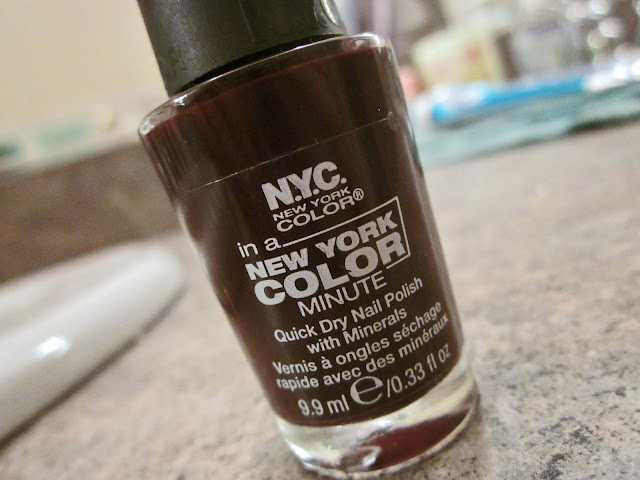 N.Y.C.
NEW YORK
COLOR®
in a
NEW YORK
COLOR
MINUTE
Quick Dry Nail Polish
with Minerals
Vernis à ongles séchage
rapide avec des minéraux
9.9 ml ℮/0.33 fl oz